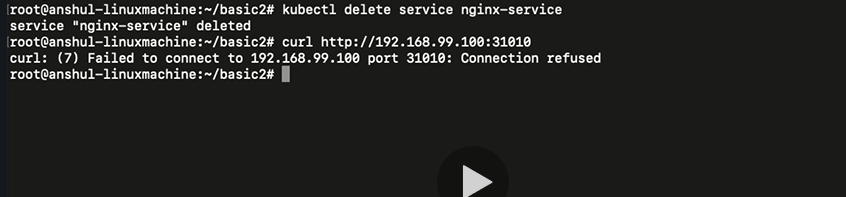 [root@anshul-linuxmachine:~/basic2# kubectl delete service nginx-service
service "nginx-service" deleted
[root@anshul-linuxmachine:~/basic2# curl http://192.168.99.100:31010
curl: (7) Failed to connect to 192.168.99.100 port 31010: Connection refused
root@anshul-linuxmachine:~/basic2#